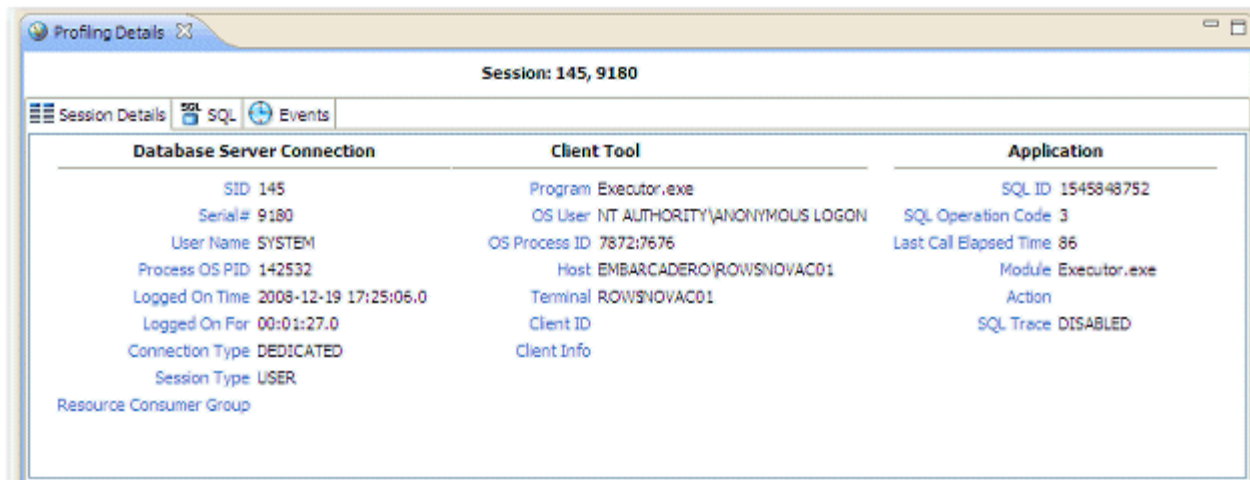 Profiling Details
Session: 145, 9180
Session Details SQL Events
Database Server Connection
SID 145
Serial# 9180
User Name SYSTEM
Process OS PID 142532
Logged On Time 2008-12-19 17:25:06.0
Logged On For 00:01:27.0
Connection Type DEDICATED
Session Type USER
Resource Consumer Group
Client Tool
Program Executor.exe
OS User NT AUTHORITY\ANONYMOUS LOGON
OS Process ID 7872:7676
Host EMBARCADERO\ROWSNOVAC01
Terminal ROWSNOVAC01
Client ID
Client Info
Application
SQL ID 1545848752
SQL Operation Code 3
Last Call Elapsed Time 86
Module Executor.exe
Action
SQL Trace DISABLED